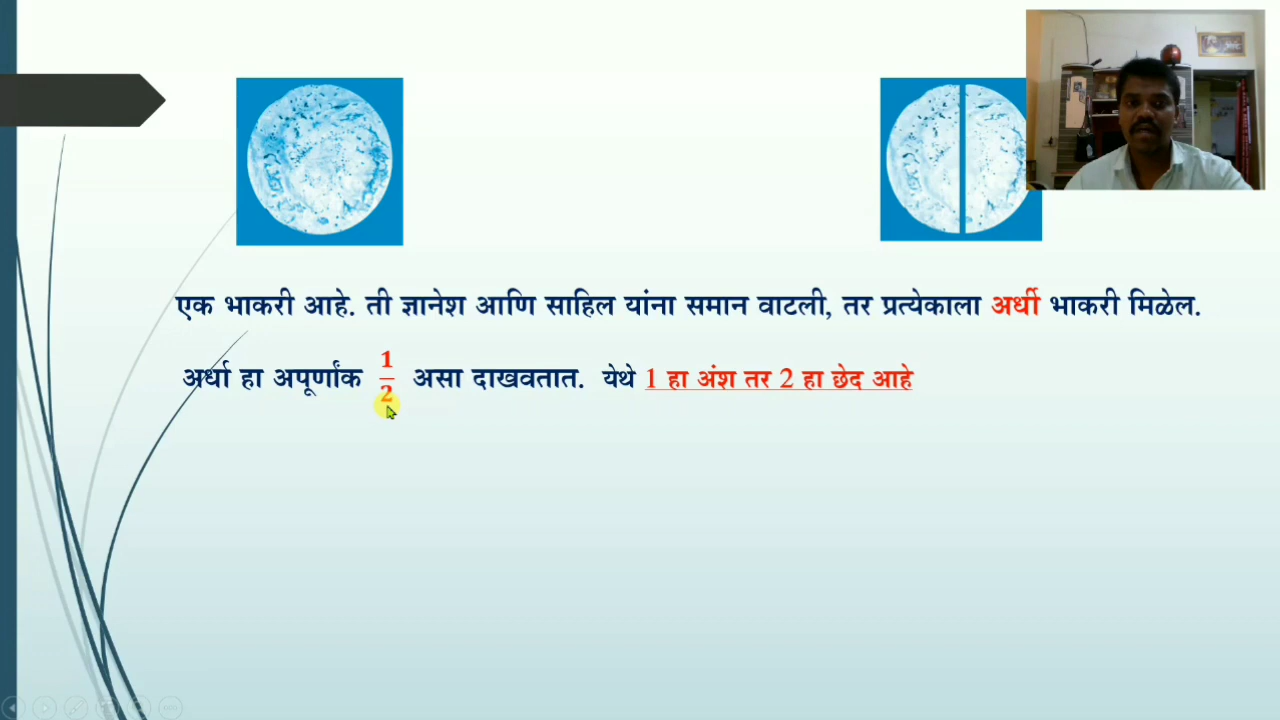 एक भाकरी आहे. ती ज्ञानेश आणि साहिल यांना समान वाटली, तर प्रत्येकाला अर्धी भाकरी मिळेल.
अर्धा हा अपूर्णांक 1/2 असा दाखवतात. येथे 1 हा अंश तर 2 हा छेद आहे